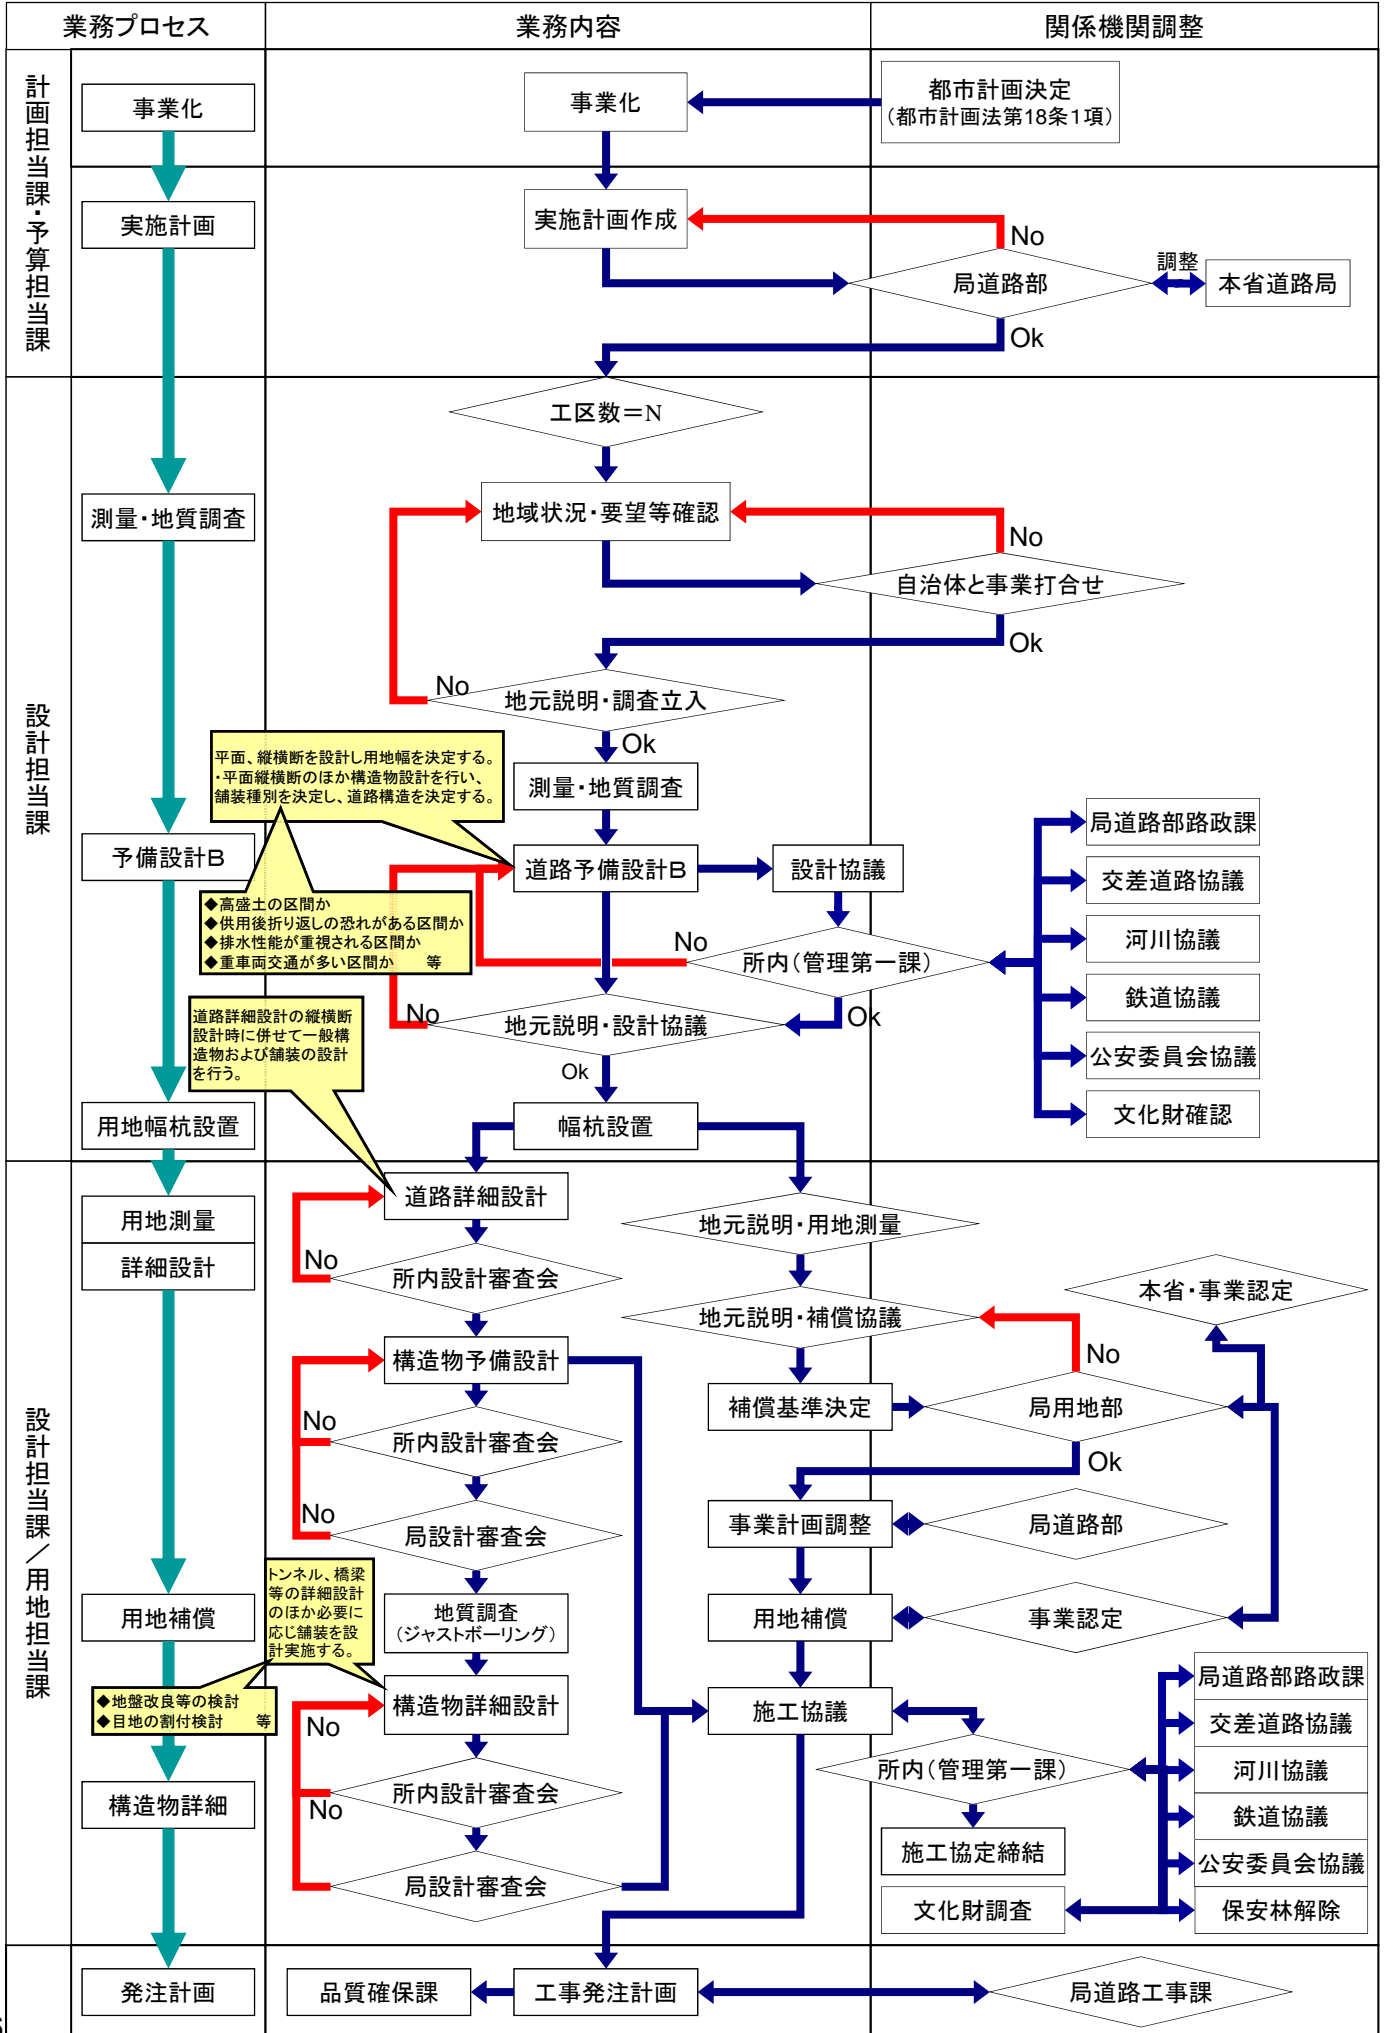 業務プロセス
業務内容
関係機関調整
計画担当課・予算担当課
事業化
事業化
都市計画決定
（都市計画法第18条１項）
実施計画
実施計画作成
No
局道路部
調整
本省道路局
Ok
設計担当課
工区数＝N
測量・地質調査
地域状況・要望等確認
No
自治体と事業打合せ
Ok
No
地元説明・調査立入
Ok
平面、縦横断を設計し用地幅を決定する。
・平面縦横断のほか構造物設計を行い、
舗装種別を決定し、道路構造を決定する。
測量・地質調査
予備設計Ｂ
道路予備設計Ｂ
設計協議
局道路部路政課
交差道路協議
河川協議
鉄道協議
公安委員会協議
文化財確認
◆高盛土の区間か
◆供用後折り返しの恐れがある区間か
◆排水性能が重視される区間か
◆重車両交通が多い区間か　等
No
所内（管理第一課）
Ok
No
地元説明・設計協議
Ok
道路詳細設計の縦横断
設計時に併せて一般構
造物および舗装の設計
を行う。
用地幅杭設置
幅杭設置
設計担当課／用地担当課
用地測量
詳細設計
道路詳細設計
No
所内設計審査会
地元説明・用地測量
地元説明・補償協議
本省・事業認定
No
構造物予備設計
No
所内設計審査会
No
局設計審査会
補償基準決定
局用地部
Ok
事業計画調整
局道路部
トンネル、橋梁
等の詳細設計
のほか必要に
応じ舗装を設
計実施する。
用地補償
地質調査
（ジャストボーリング）
用地補償
事業認定
◆地盤改良等の検討
◆目地の割付検討　等
構造物詳細設計
No
所内設計審査会
No
局設計審査会
施工協議
所内（管理第一課）
施工協定締結
文化財調査
局道路部路政課
交差道路協議
河川協議
鉄道協議
公安委員会協議
保安林解除
構造物詳細
発注計画
品質確保課
工事発注計画
局道路工事課